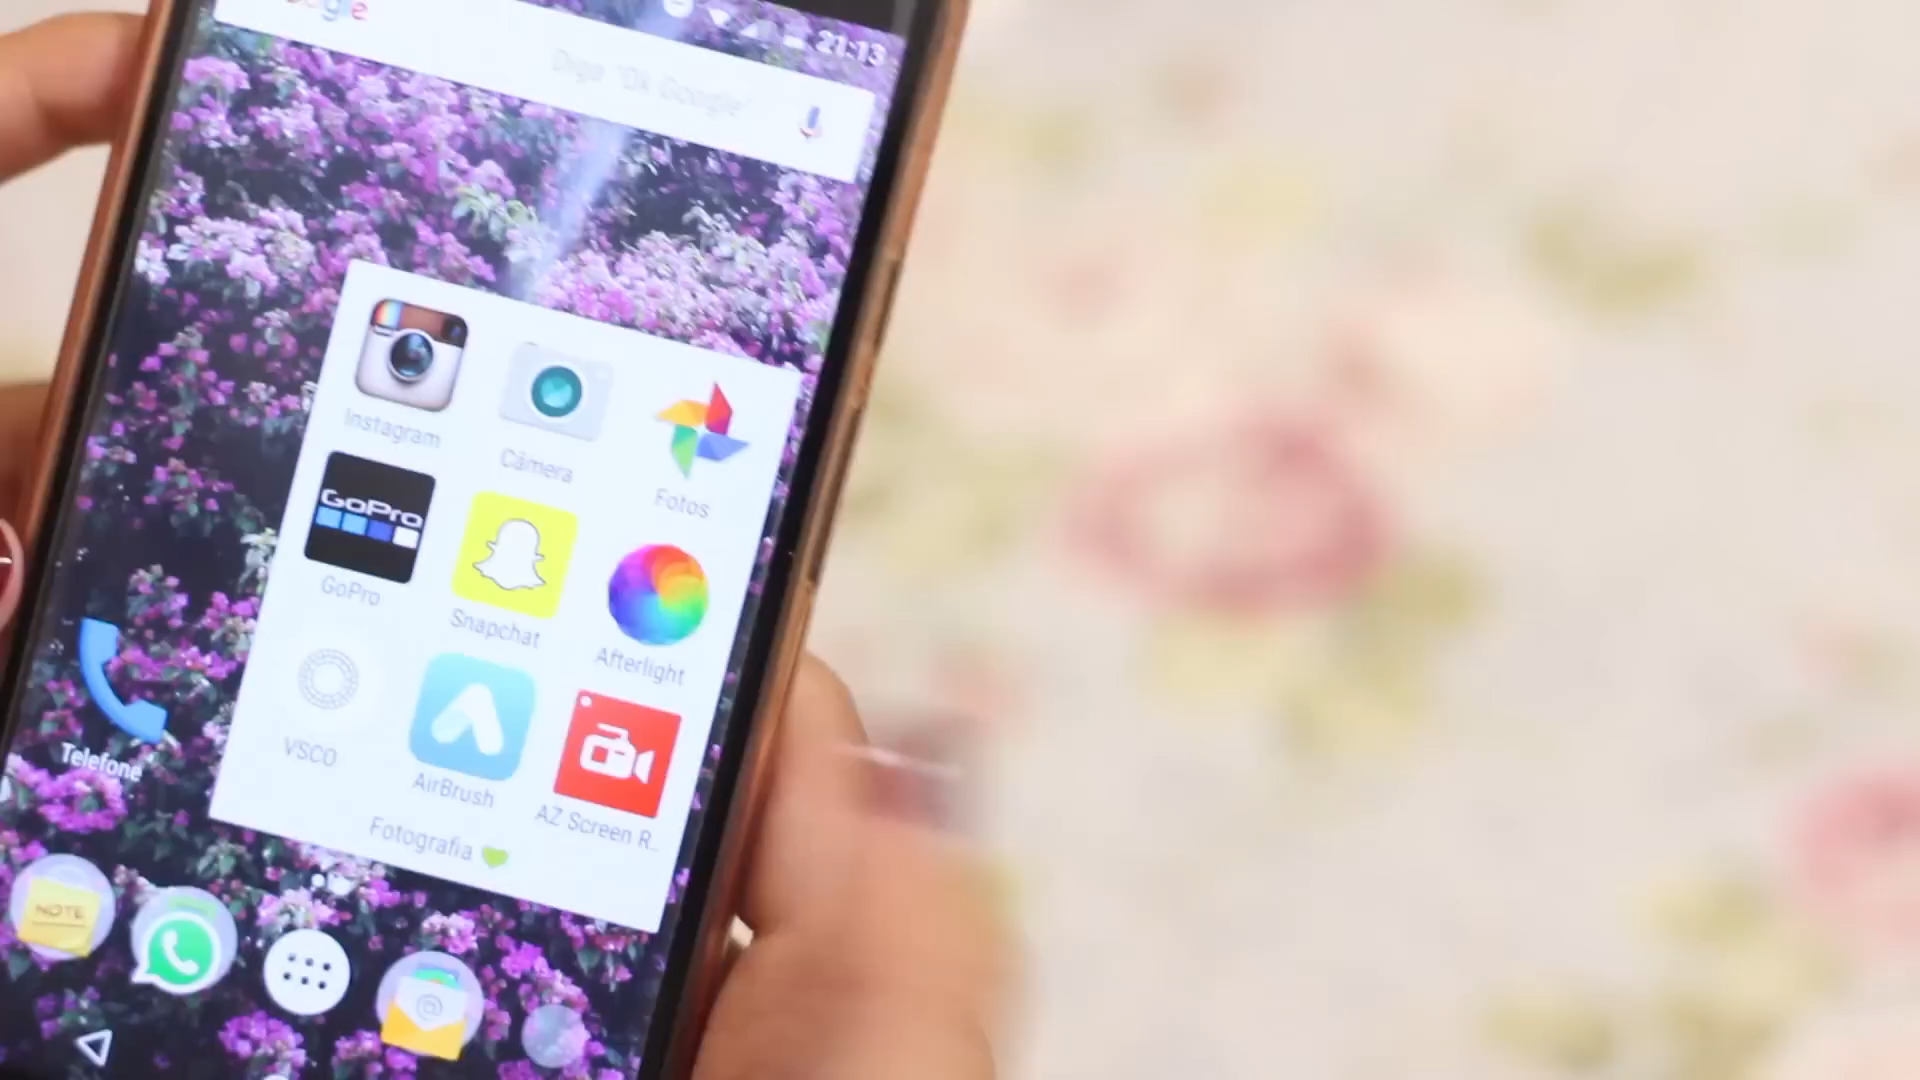 21:13
Diga "Ok Google"
Instagram
Câmera
Fotos
GoPro
GoPro
Snapchat
Afterlight
VSCO
AirBrush
AZ Screen R..
Fotografia
Telefone
NOTE
@